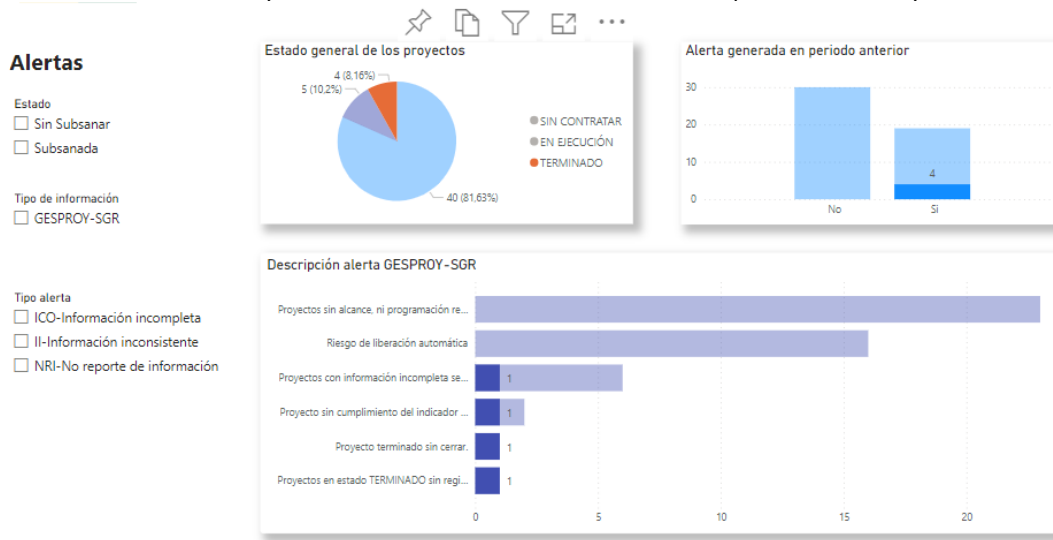 Alertas
Estado
Sin Subsanar
Subsanada
Tipo de información
GESPROY-SGR
Tipo alerta
ICO-Información incompleta
II-Información inconsistente
NRI-No reporte de información
Estado general de los proyectos
4 (8,16%)
5 (10,2%)
40 (81,63%)
SIN CONTRATAR
EN EJECUCIÓN
TERMINADO
Alerta generada en periodo anterior
30
20
10
0
4
No
Si
Descripción alerta GESPROY-SGR
Proyectos sin alcance, ni programación re...
Riesgo de liberación automática
Proyectos con información incompleta se...
1
Proyecto sin cumplimiento del indicador ...
1
Proyecto terminado sin cerrar.
1
Proyectos en estado TERMINADO sin regi...
1
0
5
10
15
20